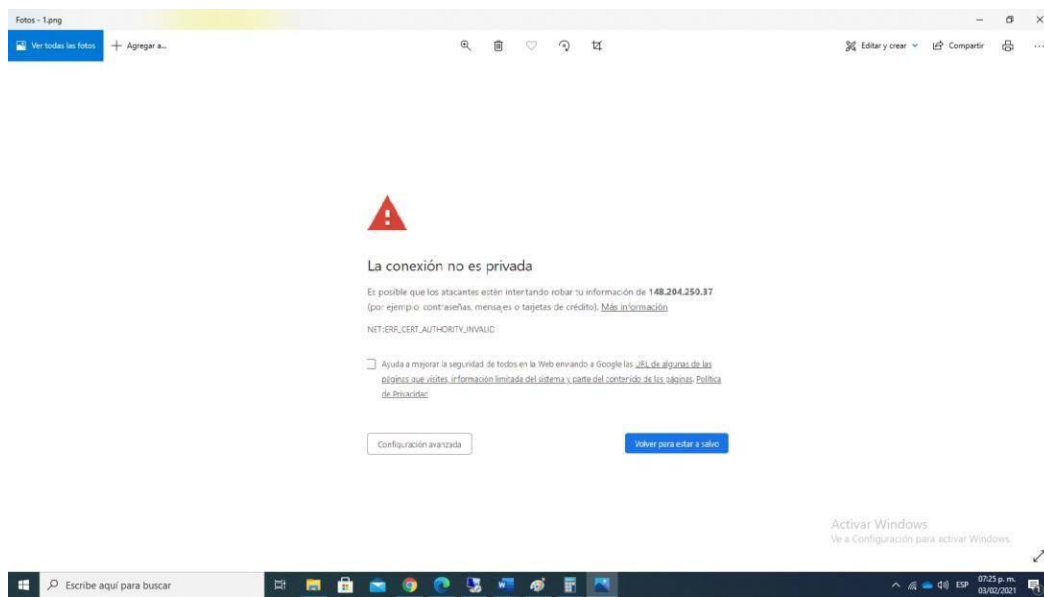 Fotos - 1.png
Ver todas las fotos
Agregar a...
Editar y crear
Compartir
La conexión no es privada
Es posible que los atacantes estén intentando robar tu información de 148.204.250.37
(por ejemplo, contraseñas, mensajes o tarjetas de crédito). Más información
NET::ERR_CERT_AUTHORITY_INVALID
Ayuda a mejorar la seguridad de todos en la Web enviando a Google las URL de algunas de las
páginas que visites, información limitada del sistema y parte del contenido de las páginas. Política
de Privacidad
Configuración avanzada
Volver para estar a salvo
Activar Windows
Ve a Configuración para activar Windows.
Escribe aquí para buscar
ESP
07:25 p. m.
03/02/2021